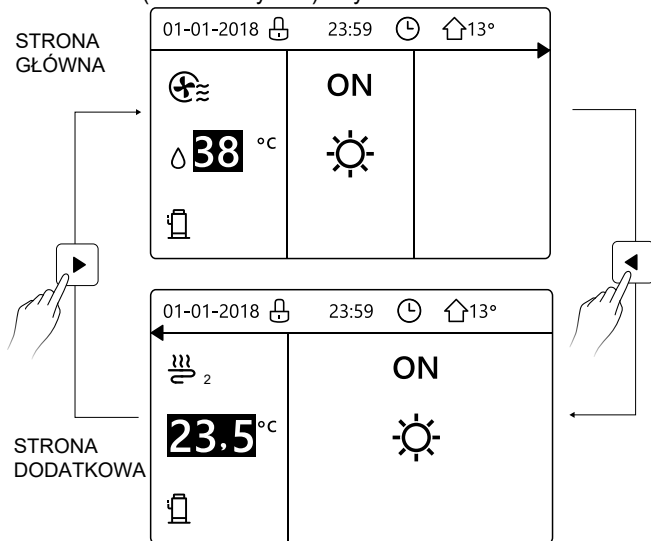 STRONA
GŁÓWNA
01-01-2018 23:59 13°
ON
38 °C
01-01-2018 23:59 13°
2
ON
23,5 °C
STRONA
DODATKOWA